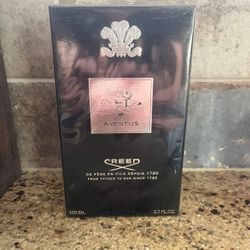 AVENTUS
CREED
DE PÈRE EN FILS DEPUIS 1760
FROM FATHER TO SON SINCE 1760
100 ML 3.3 FL.OZ.